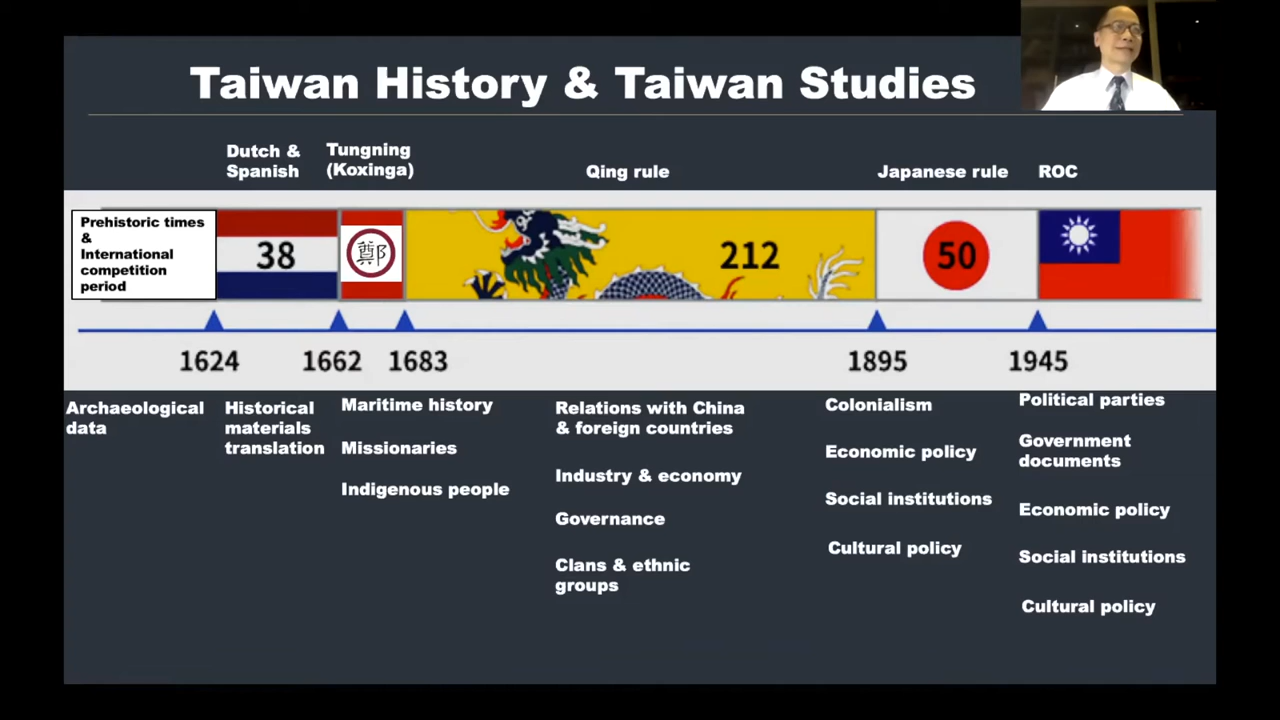 Taiwan History & Taiwan Studies
Dutch &
Spanish
Tungning
(Koxinga)
Qing rule
Japanese rule
ROC
Prehistoric times
&
International
competition
period
38
鄭
212
50
1624
1662
1683
1895
1945
Archaeological
data
Historical
materials
translation
Maritime history
Missionaries
Indigenous people
Relations with China
& foreign countries
Industry & economy
Governance
Clans & ethnic
groups
Colonialism
Economic policy
Social institutions
Cultural policy
Political parties
Government
documents
Economic policy
Social institutions
Cultural policy